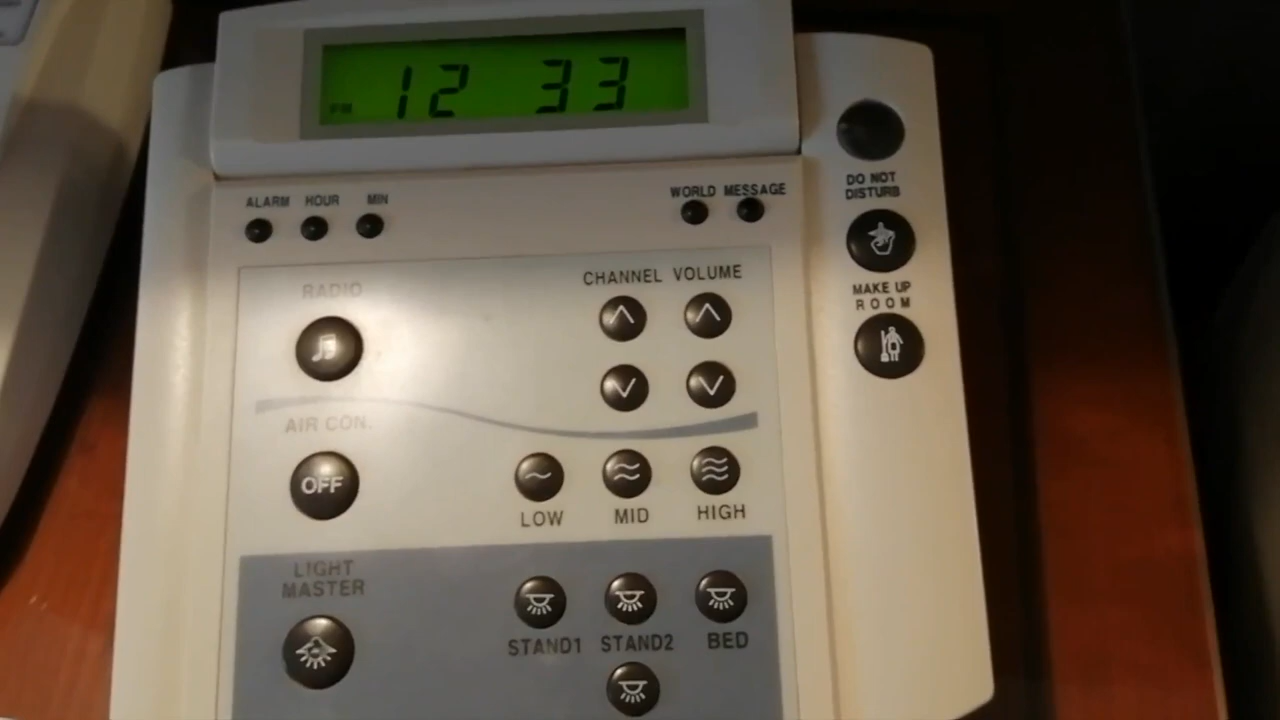 PM 12 33
ALARM HOUR MIN
WORLD MESSAGE
DO NOT
DISTURB
RADIO
CHANNEL VOLUME
MAKE UP
ROOM
AIR CON.
OFF
LOW MID HIGH
LIGHT
MASTER
STAND1 STAND2 BED